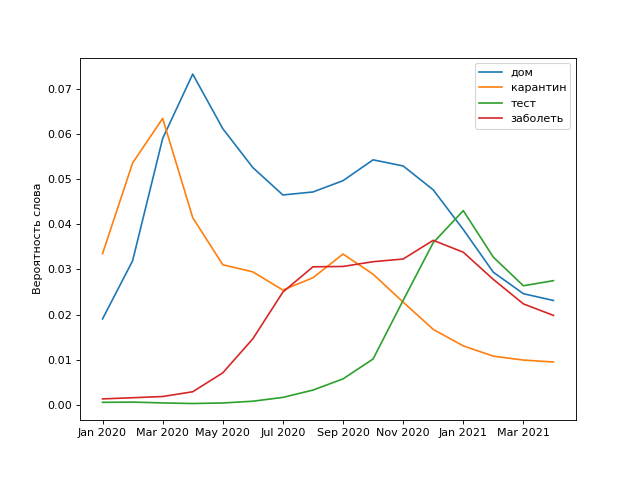 дом
карантин
тест
заболеть
Вероятность слова
0.07
0.06
0.05
0.04
0.03
0.02
0.01
0.00
Jan 2020 Mar 2020 May 2020 Jul 2020 Sep 2020 Nov 2020 Jan 2021 Mar 2021